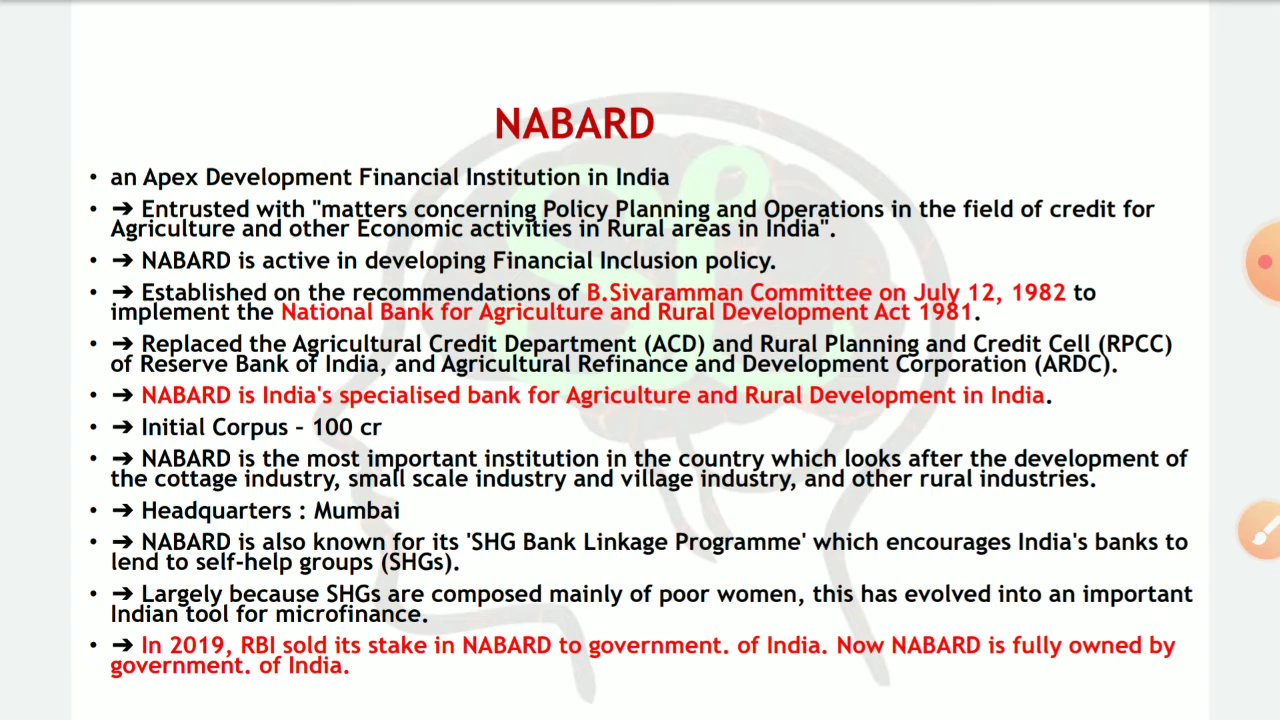 NABARD
• an Apex Development Financial Institution in India
• ➔ Entrusted with "matters concerning Policy Planning and Operations in the field of credit for
Agriculture and other Economic activities in Rural areas in India".
• ➔ NABARD is active in developing Financial Inclusion policy.
• ➔ Established on the recommendations of B.Sivaramman Committee on July 12, 1982 to
implement the National Bank for Agriculture and Rural Development Act 1981.
• ➔ Replaced the Agricultural Credit Department (ACD) and Rural Planning and Credit Cell (RPCC)
of Reserve Bank of India, and Agricultural Refinance and Development Corporation (ARDC).
• ➔ NABARD is India's specialised bank for Agriculture and Rural Development in India.
• ➔ Initial Corpus – 100 cr
• ➔ NABARD is the most important institution in the country which looks after the development of
the cottage industry, small scale industry and village industry, and other rural industries.
• ➔ Headquarters : Mumbai
• ➔ NABARD is also known for its 'SHG Bank Linkage Programme' which encourages India's banks to
lend to self-help groups (SHGs).
• ➔ Largely because SHGs are composed mainly of poor women, this has evolved into an important
Indian tool for microfinance.
• ➔ In 2019, RBI sold its stake in NABARD to government. of India. Now NABARD is fully owned by
government. of India.